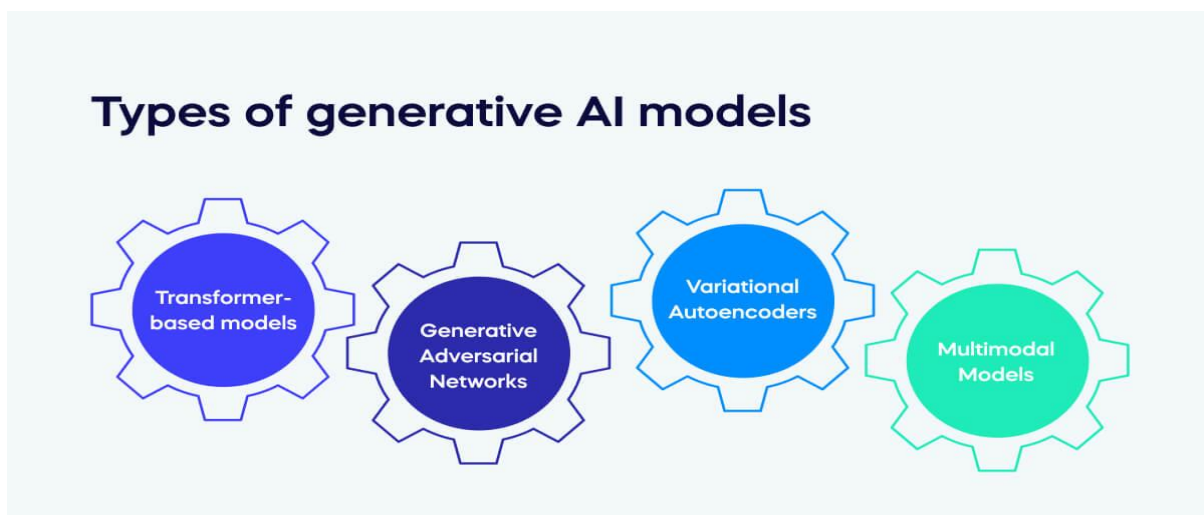 Types of generative AI models
Transformer-
based models
Generative
Adversarial
Networks
Variational
Autoencoders
Multimodal
Models